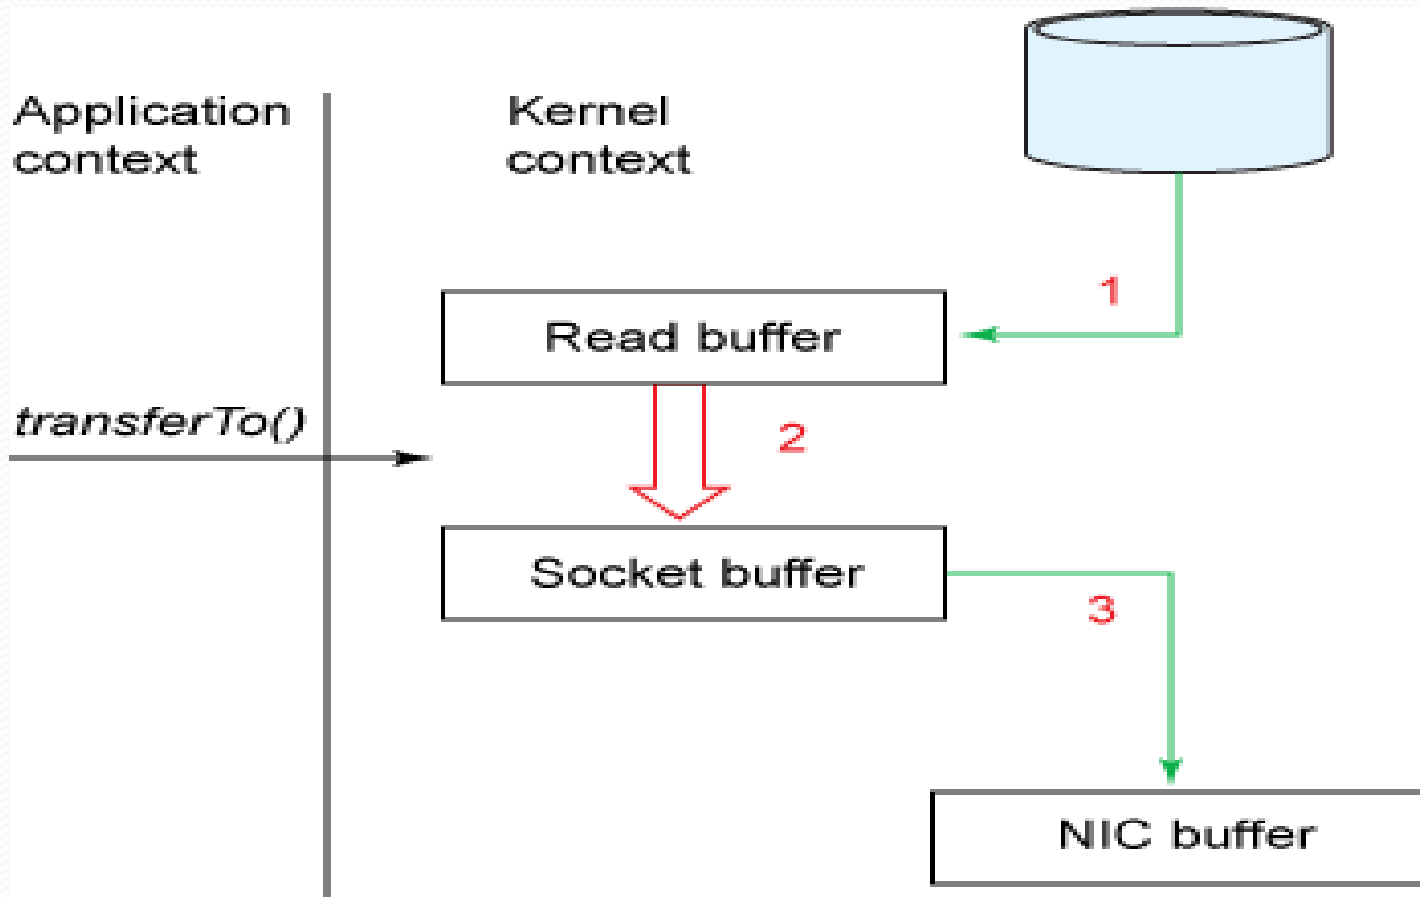 Application
context
Kernel
context
1
Read buffer
transferTo()
2
Socket buffer
3
NIC buffer